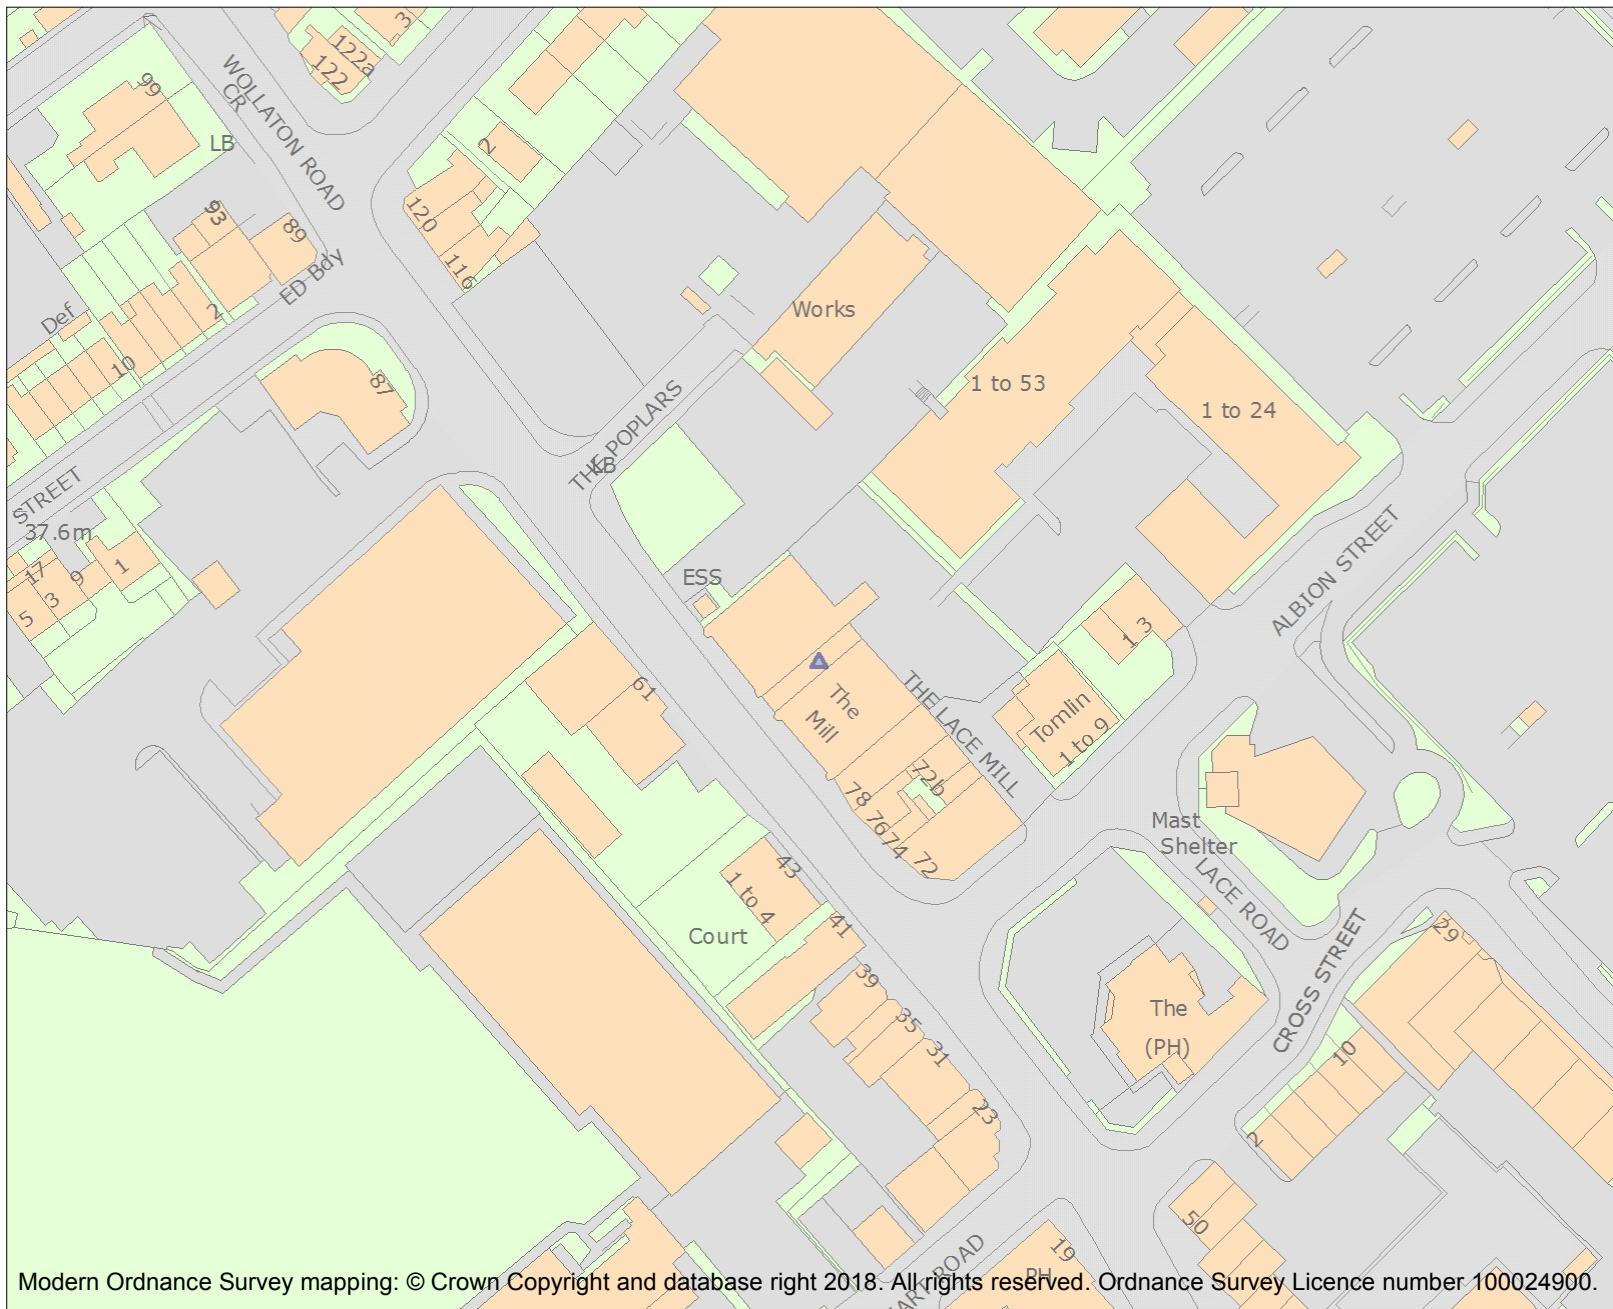 3
122a
122
WOLLATON ROAD
CR
99
LB
2
93
89
120
116
ED Bdy
2
Def
10
Works
87
1 to 53
1 to 24
THE POPLARS
LB
STREET
37.6m
17
9
1
3
5
ESS
ALBION STREET
1 3
61
The
Mill
THE LACE MILL
Tomlin
1 to 9
72b
78
76
74
72
Mast
Shelter
LACE ROAD
43
1 to 4
41
Court
39
35
31
23
The
(PH)
CROSS STREET
29
10
2
50
19
PH
ART ROAD
Modern Ordnance Survey mapping: © Crown Copyright and database right 2018. All rights reserved. Ordnance Survey Licence number 100024900.